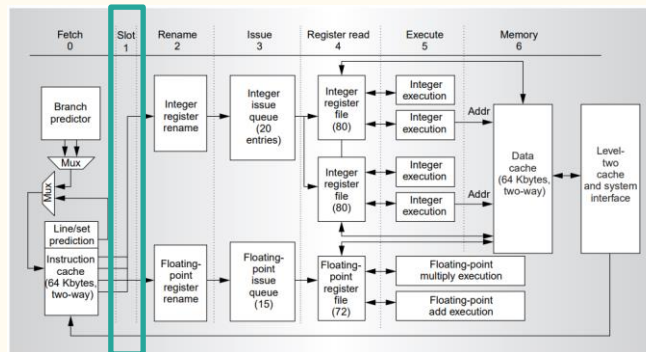 Fetch
0
Slot
1
Rename
2
Issue
3
Register read
4
Execute
5
Memory
6
Branch
predictor
Mux
Mux
Line/set
prediction
Instruction
cache
(64 Kbytes,
two-way)
Integer
register
rename
Integer
issue
queue
(20
entries)
Integer
register
file
(80)
Integer
register
file
(80)
Integer
execution
Integer
execution
Integer
execution
Integer
execution
Addr
Addr
Data
cache
(64 Kbytes,
two-way)
Level-
two
cache
and system
interface
Floating-
point
register
rename
Floating-
point
issue
queue
(15)
Floating-
point
register
file
(72)
Floating-point
multiply execution
Floating-point
add execution